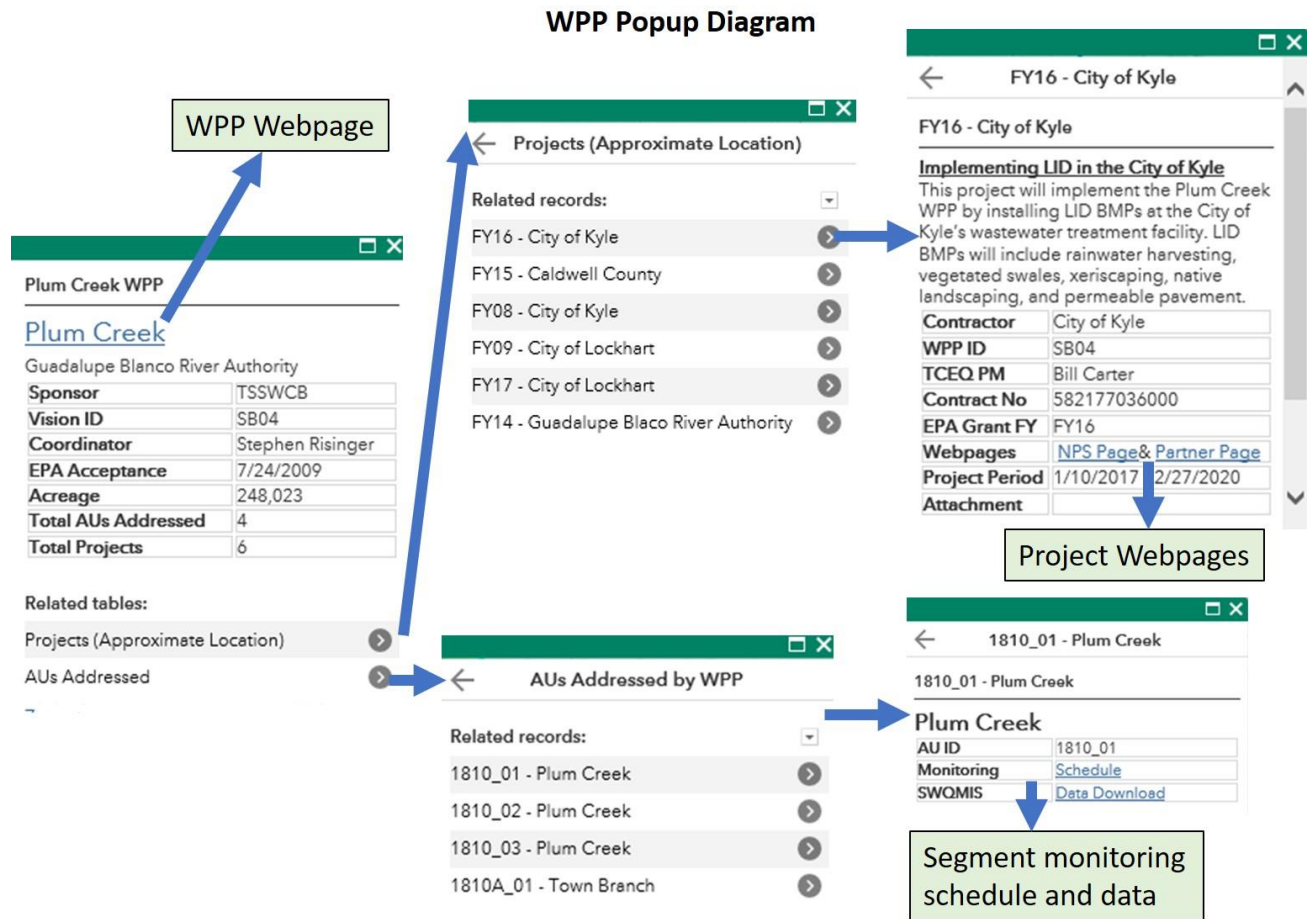 WPP Popup Diagram
WPP Webpage
Plum Creek WPP
Plum Creek
Guadalupe Blanco River Authority
Sponsor TSSWCB
Vision ID SB04
Coordinator Stephen Risinger
EPA Acceptance 7/24/2009
Acreage 248,023
Total AUs Addressed 4
Total Projects 6
Related tables:
Projects (Approximate Location)
AUs Addressed
Projects (Approximate Location)
Related records:
FY16 - City of Kyle
FY15 - Caldwell County
FY08 - City of Kyle
FY09 - City of Lockhart
FY17 - City of Lockhart
FY14 - Guadalupe Blaco River Authority
AUs Addressed by WPP
Related records:
1810_01 - Plum Creek
1810_02 - Plum Creek
1810_03 - Plum Creek
1810A_01 - Town Branch
FY16 - City of Kyle
FY16 - City of Kyle
Implementing LID in the City of Kyle
This project will implement the Plum Creek
WPP by installing LID BMPs at the City of
Kyle's wastewater treatment facility. LID
BMPs will include rainwater harvesting,
vegetated swales, xeriscaping, native
landscaping, and permeable pavement.
Contractor City of Kyle
WPP ID SB04
TCEQ PM Bill Carter
Contract No 582177036000
EPA Grant FY FY16
Webpages NPS Page& Partner Page
Project Period 1/10/2017 2/27/2020
Attachment
Project Webpages
1810_01 - Plum Creek
1810_01 - Plum Creek
Plum Creek
AU ID 1810_01
Monitoring Schedule
SWQMIS Data Download
Segment monitoring
schedule and data